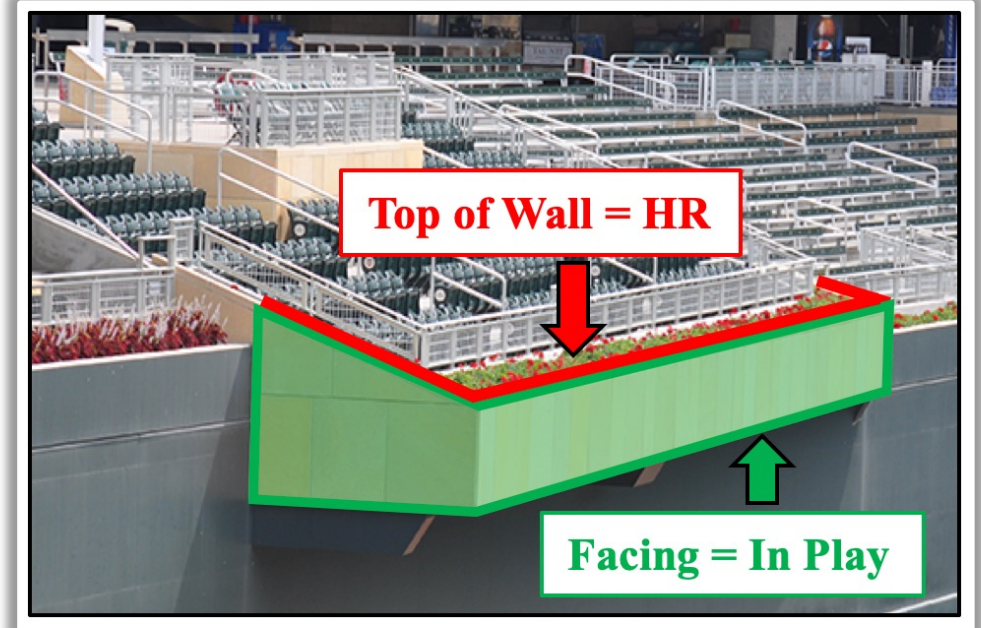 Top of Wall = HR
Facing = In Play